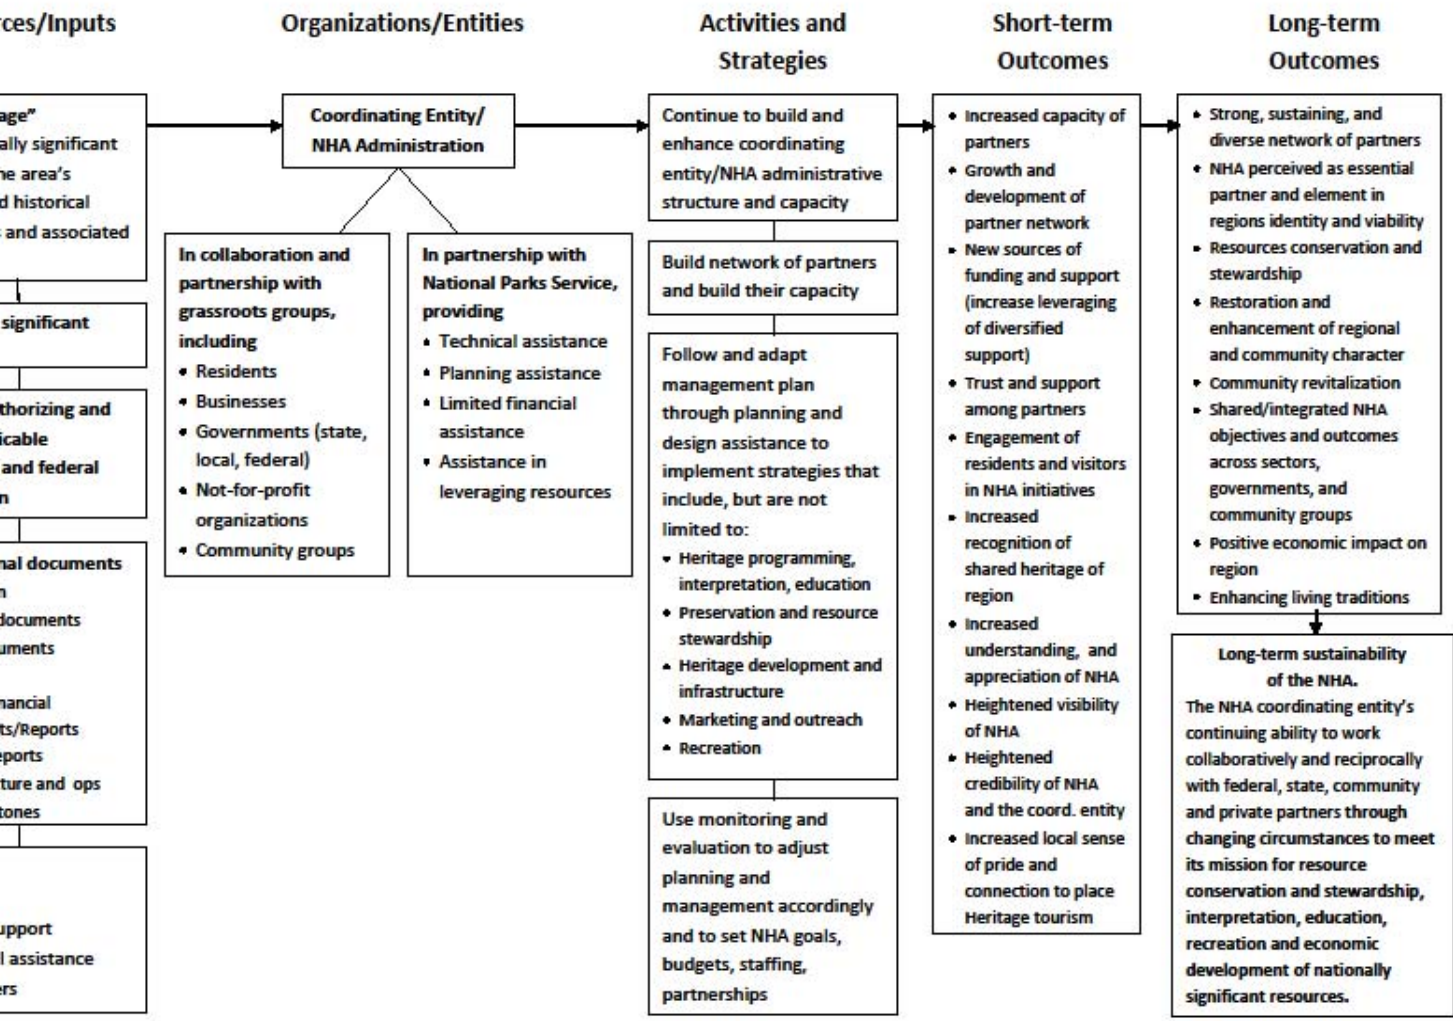 rces/Inputs
Organizations/Entities
Activities and
Strategies
Short-term
Outcomes
Long-term
Outcomes
age”
ally significant
he area’s
d historical
s and associated
significant
thorizing and
icable
and federal
n
nal documents
n
documents
uments
nancial
ts/Reports
eports
ture and ops
tones
upport
l assistance
ers
Coordinating Entity/
NHA Administration
In collaboration and
partnership with
grassroots groups,
including
• Residents
• Businesses
• Governments (state,
local, federal)
• Not-for-profit
organizations
• Community groups
In partnership with
National Parks Service,
providing
• Technical assistance
• Planning assistance
• Limited financial
assistance
• Assistance in
leveraging resources
Continue to build and
enhance coordinating
entity/NHA administrative
structure and capacity
Build network of partners
and build their capacity
Follow and adapt
management plan
through planning and
design assistance to
implement strategies that
include, but are not
limited to:
• Heritage programming,
interpretation, education
• Preservation and resource
stewardship
• Heritage development and
infrastructure
• Marketing and outreach
• Recreation
Use monitoring and
evaluation to adjust
planning and
management accordingly
and to set NHA goals,
budgets, staffing,
partnerships
• Increased capacity of
partners
• Growth and
development of
partner network
• New sources of
funding and support
(increase leveraging
of diversified
support)
• Trust and support
among partners
• Engagement of
residents and visitors
in NHA initiatives
• Increased
recognition of
shared heritage of
region
• Increased
understanding, and
appreciation of NHA
• Heightened visibility
of NHA
• Heightened
credibility of NHA
and the coord. entity
• Increased local sense
of pride and
connection to place
Heritage tourism
• Strong, sustaining, and
diverse network of partners
• NHA perceived as essential
partner and element in
regions identity and viability
• Resources conservation and
stewardship
• Restoration and
enhancement of regional
and community character
• Community revitalization
• Shared/integrated NHA
objectives and outcomes
across sectors,
governments, and
community groups
• Positive economic impact on
region
• Enhancing living traditions
Long-term sustainability
of the NHA.
The NHA coordinating entity’s
continuing ability to work
collaboratively and reciprocally
with federal, state, community
and private partners through
changing circumstances to meet
its mission for resource
conservation and stewardship,
interpretation, education,
recreation and economic
development of nationally
significant resources.